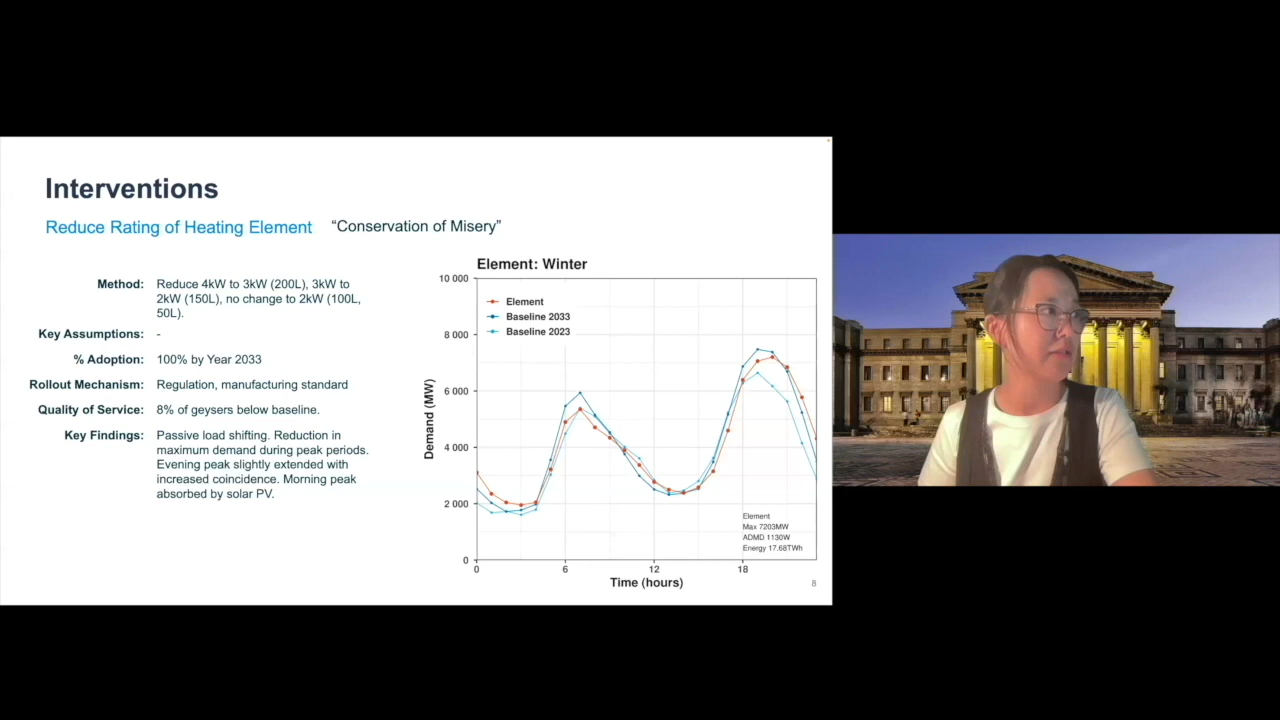 Interventions
Reduce Rating of Heating Element “Conservation of Misery”
Method: Reduce 4kW to 3kW (200L), 3kW to
2kW (150L), no change to 2kW (100L,
50L).
Key Assumptions: -
% Adoption: 100% by Year 2033
Rollout Mechanism: Regulation, manufacturing standard
Quality of Service: 8% of geysers below baseline.
Key Findings: Passive load shifting. Reduction in
maximum demand during peak periods.
Evening peak slightly extended with
increased coincidence. Morning peak
absorbed by solar PV.
Element: Winter
10 000
8 000
6 000
4 000
2 000
0
Demand (MW)
Element
Baseline 2033
Baseline 2023
Element
Max 7203MW
ADMD 1130W
Energy 17.68TWh
0 6 12 18
Time (hours)
8